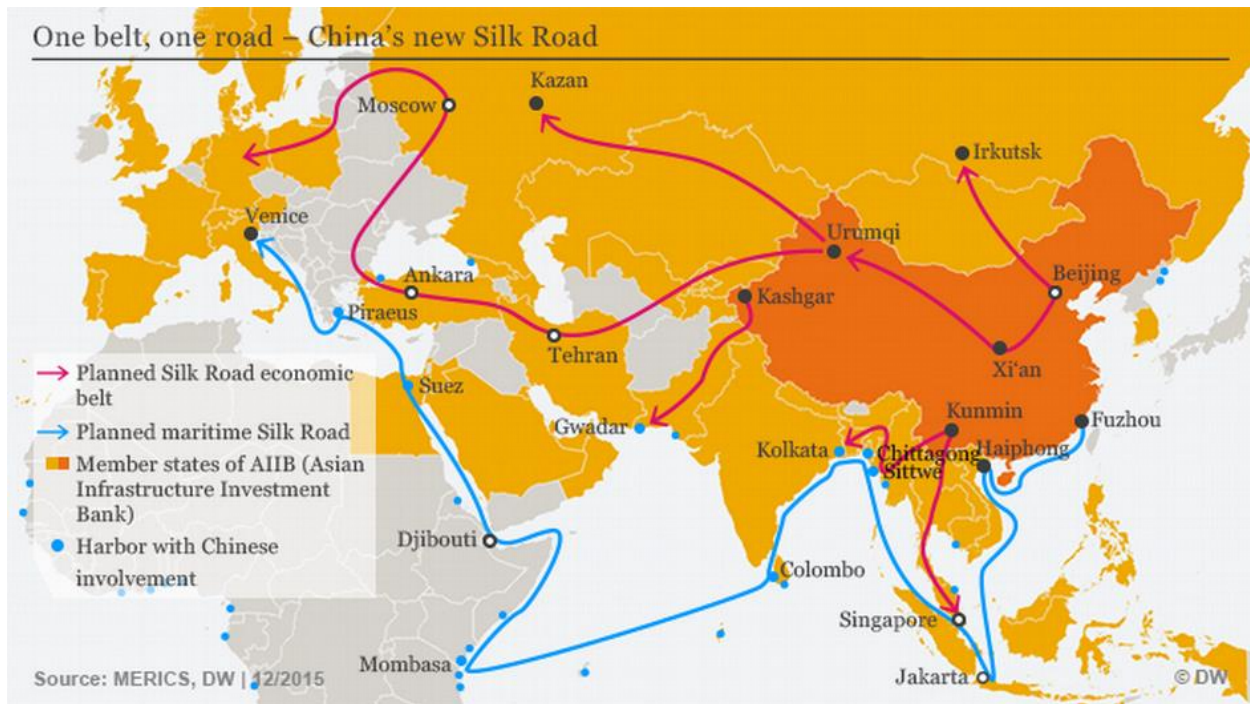 One belt, one road – China's new Silk Road
Kazan
Moscow
Irkutsk
Venice
Urumqi
Ankara
Beijing
Kashgar
Piraeus
Tehran
Xi'an
Planned Silk Road economic
belt
Suez
Kunmin
Fuzhou
Gwadar
Planned maritime Silk Road
Kolkata
Haiphong
Chittagong
Sittwe
Member states of AIIB (Asian
Infrastructure Investment
Bank)
Djibouti
Harbor with Chinese
involvement
Colombo
Singapore
Mombasa
Jakarta
Source: MERICS, DW | 12/2015
© DW